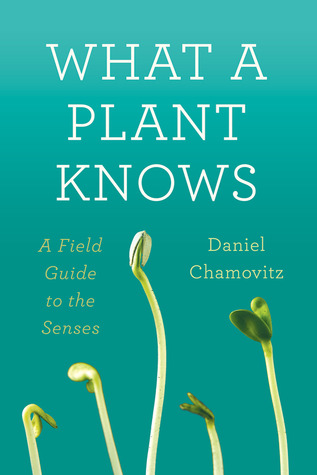 WHAT A
PLANT
KNOWS
A Field
Guide
to the
Senses
Daniel
Chamovitz